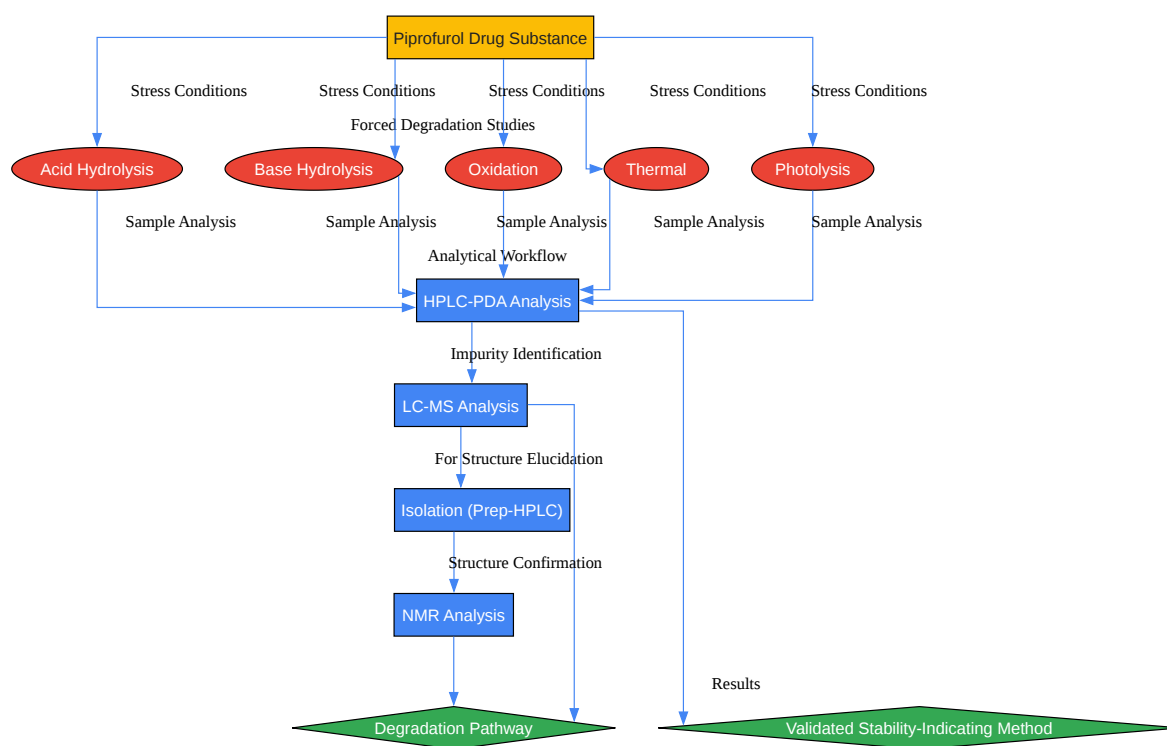 Piprofurol Drug Substance
Stress Conditions
Stress Conditions
Stress Conditions
Stress Conditions
Stress Conditions
Forced Degradation Studies
Acid Hydrolysis
Base Hydrolysis
Oxidation
Thermal
Photolysis
Sample Analysis
Sample Analysis
Sample Analysis
Sample Analysis
Sample Analysis
Analytical Workflow
HPLC-PDA Analysis
Impurity Identification
LC-MS Analysis
For Structure Elucidation
Isolation (Prep-HPLC)
Structure Confirmation
NMR Analysis
Results
Degradation Pathway
Validated Stability-Indicating Method